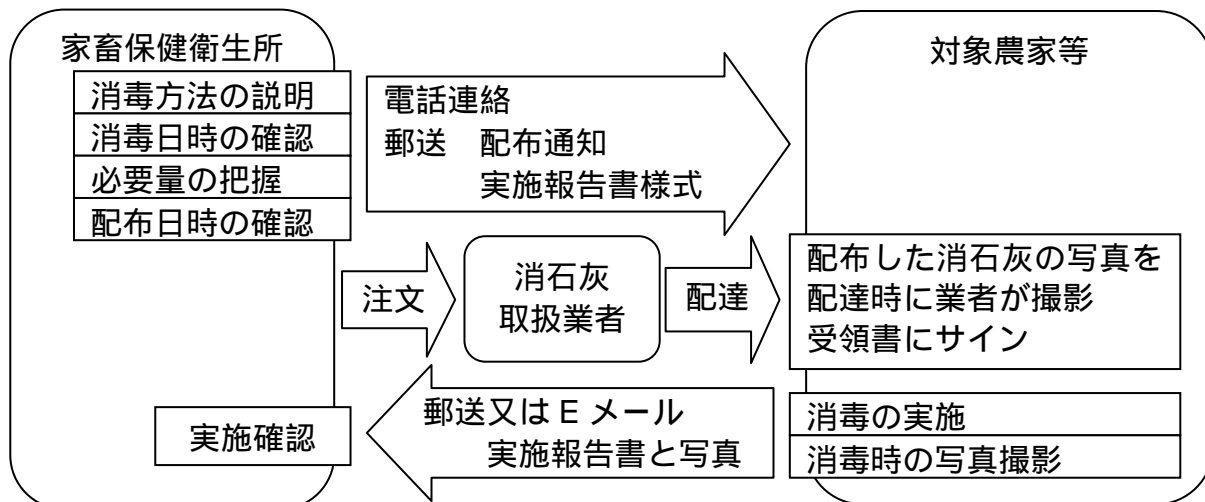 家畜保健衛生所
消毒方法の説明
消毒日時の確認
必要量の把握
配布日時の確認
電話連絡
郵送　配布通知
実施報告書様式
対象農家等
注文
消石灰
取扱業者
配達
配布した消石灰の写真を
配達時に業者が撮影
受領書にサイン
実施確認
郵送又はEメール
実施報告書と写真
消毒の実施
消毒時の写真撮影